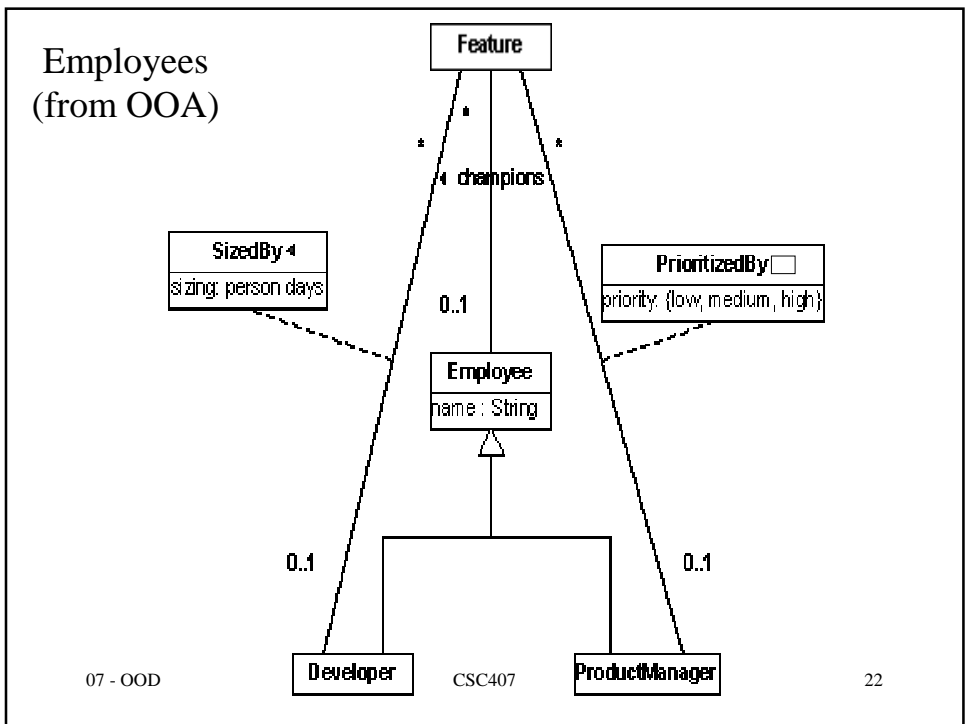 Employees
(from OOA)
Feature
*
*
*
champions
SizedBy
sizing: person days
PrioritizedBy
priority: {low, medium, high}
0..1
Employee
name : String
0..1
0..1
Developer
ProductManager
07 - OOD
CSC407
22